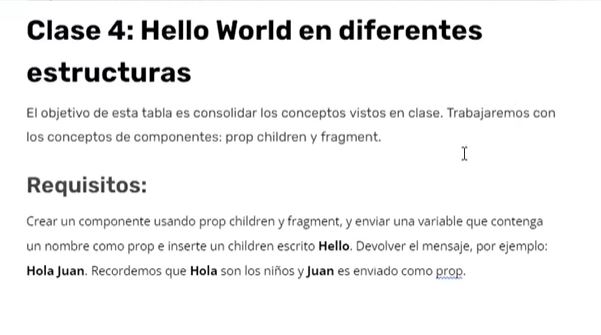 Clase 4: Hello World en diferentes
estructuras
El objetivo de esta tabla es consolidar los conceptos vistos en clase. Trabajaremos con
los conceptos de componentes: prop children y fragment.
Requisitos:
Crear un componente usando prop children y fragment, y enviar una variable que contenga
un nombre como prop e inserte un children escrito Hello. Devolver el mensaje, por ejemplo:
Hola Juan. Recordemos que Hola son los niños y Juan es enviado como prop.